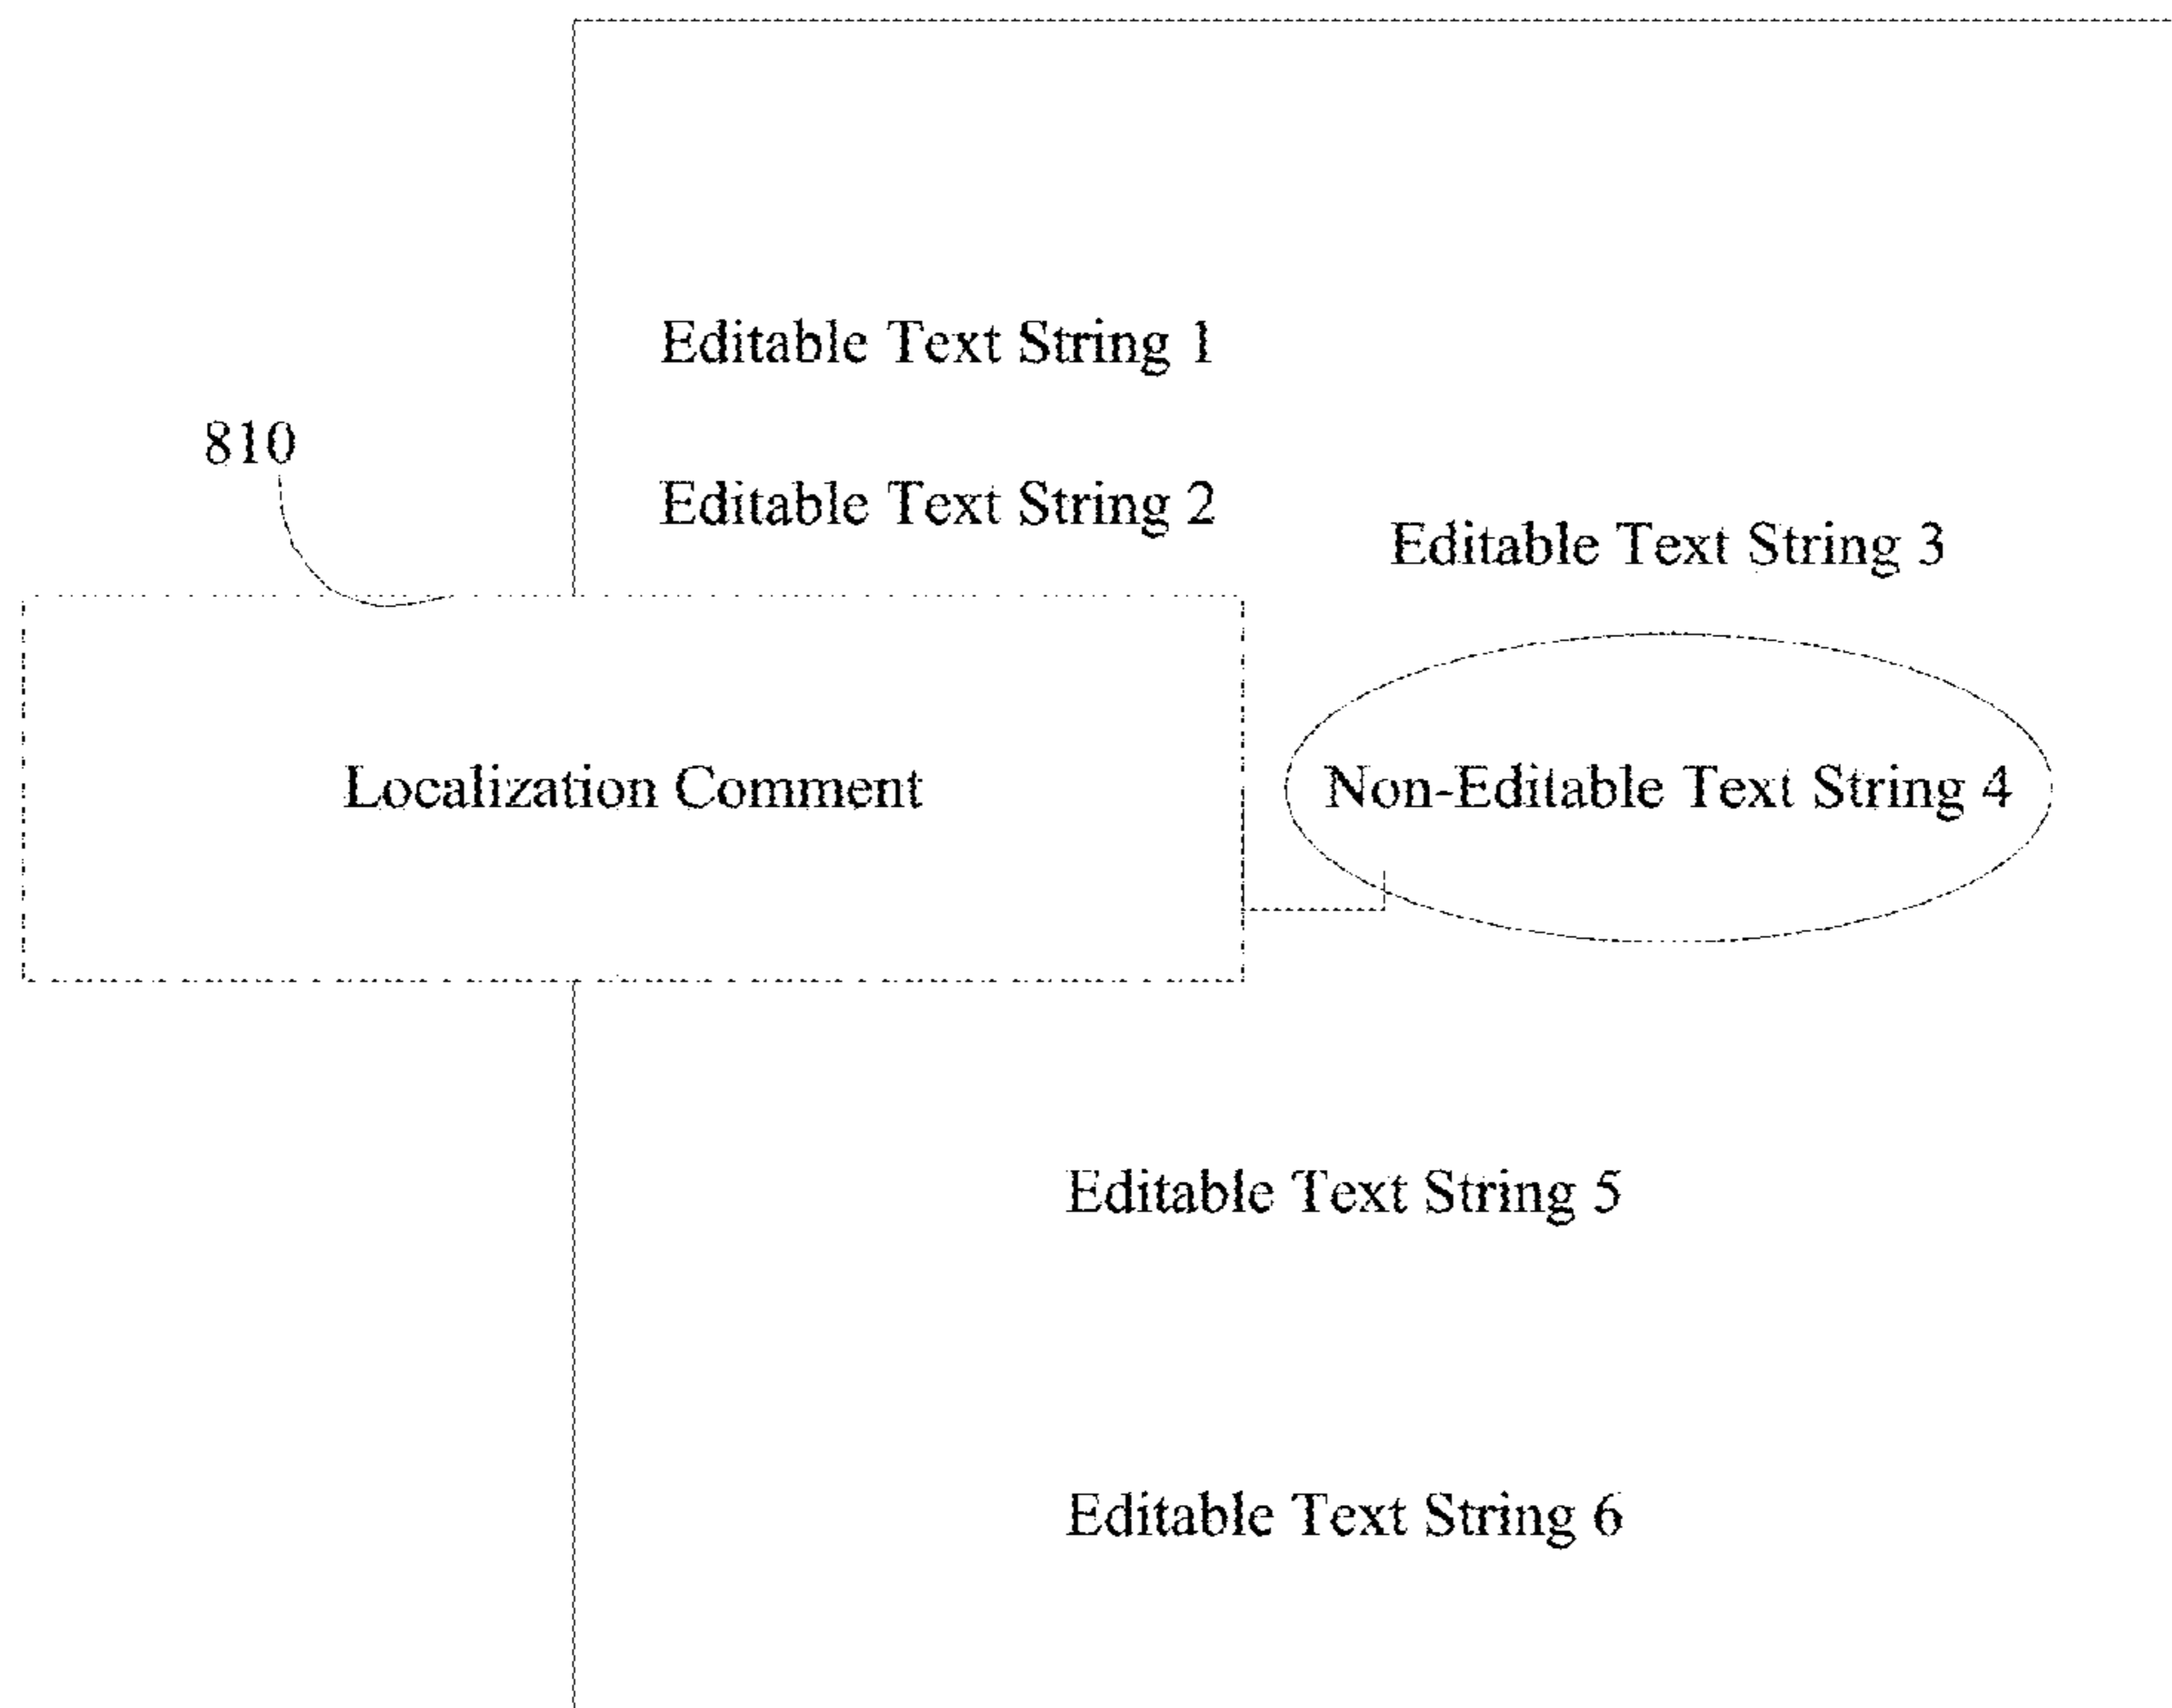 Editable Text String 1
810
Editable Text String 2
Editable Text String 3
Localization Comment
Non-Editable Text String 4
Editable Text String 5
Editable Text String 6